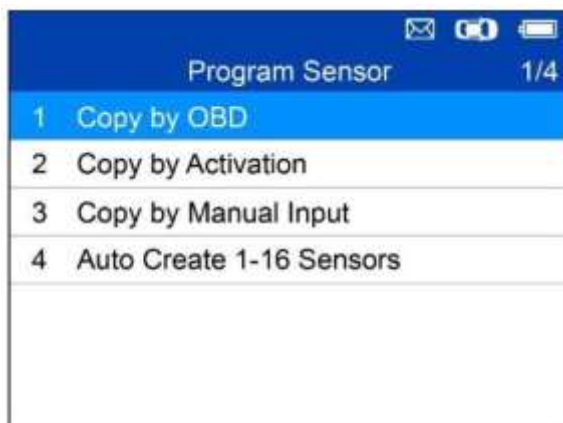 Program Sensor 1/4
1 Copy by OBD
2 Copy by Activation
3 Copy by Manual Input
4 Auto Create 1-16 Sensors